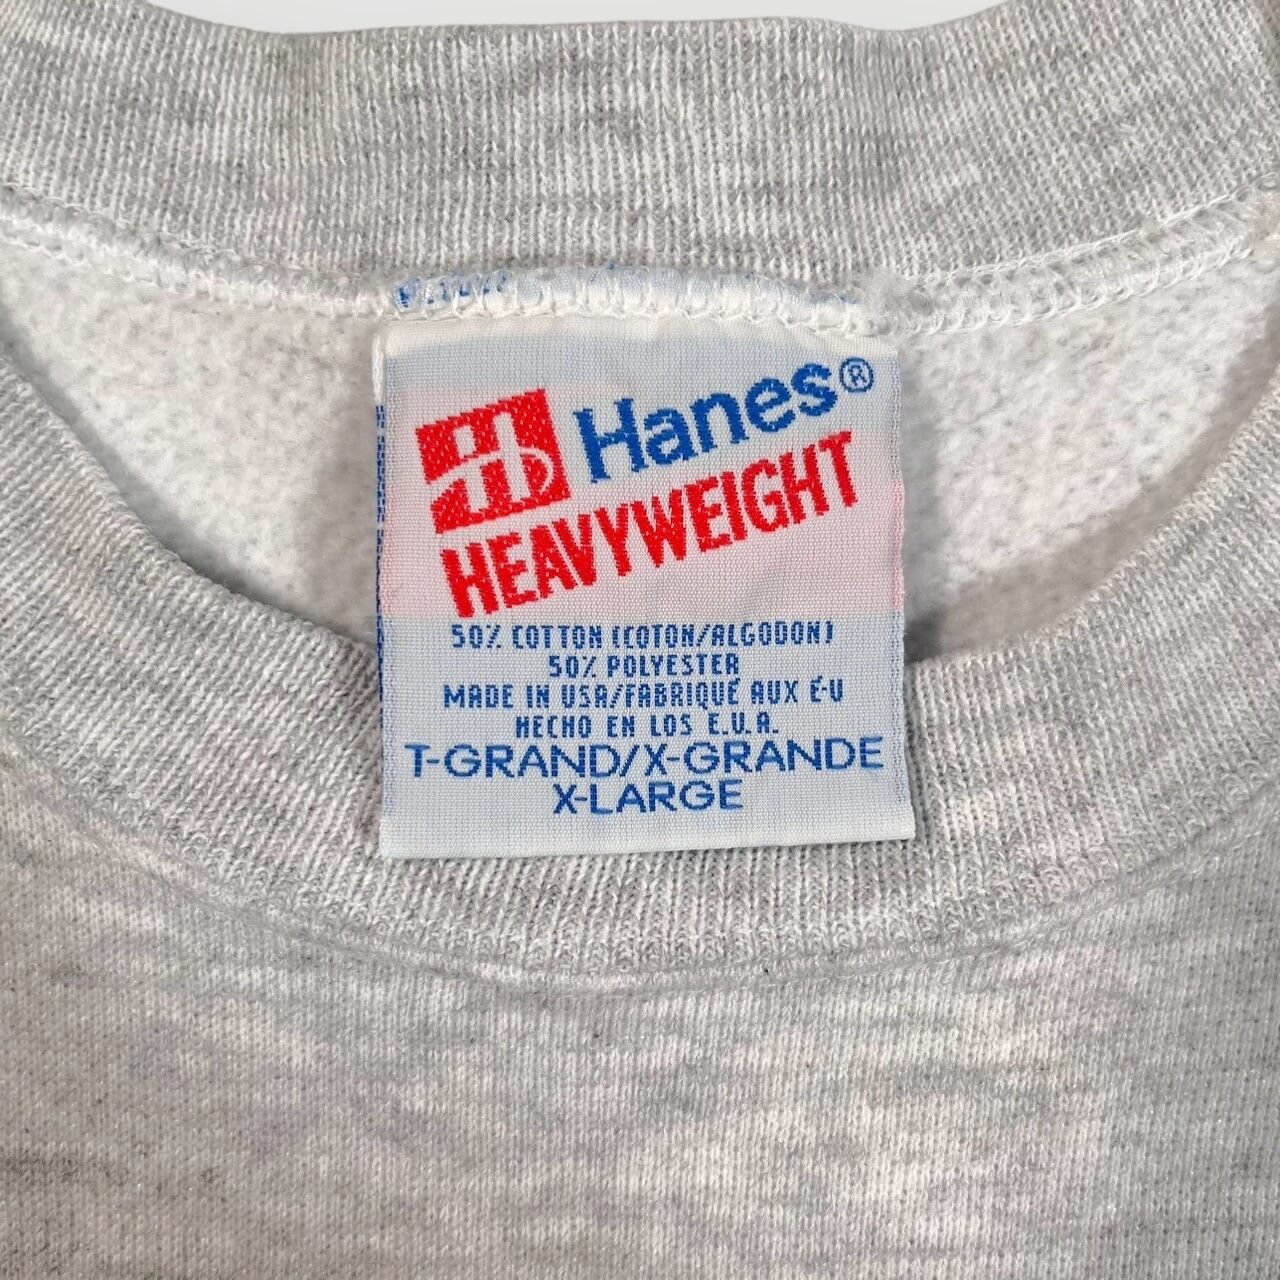 Hanes®
HEAVYWEIGHT
50% COTTON (COTON/ALGODON)
50% POLYESTER
MADE IN USA/FABRIQUÉ AUX É-U
HECHO EN LOS E.U.A.
T-GRAND/X-GRANDE
X-LARGE